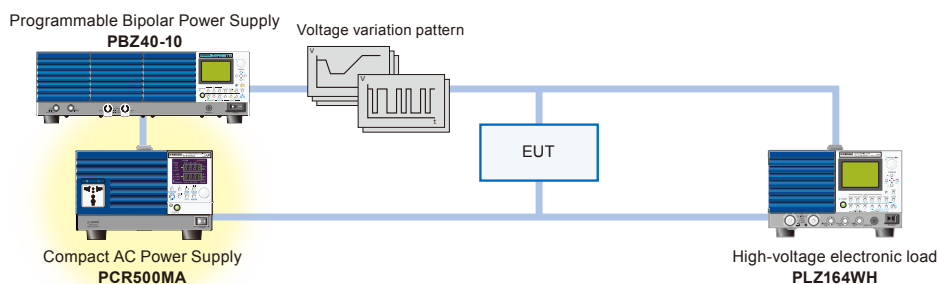 Programmable Bipolar Power Supply
PBZ40-10
Voltage variation pattern
V
V
t
EUT
Compact AC Power Supply
PCR500MA
High-voltage electronic load
PLZ164WH